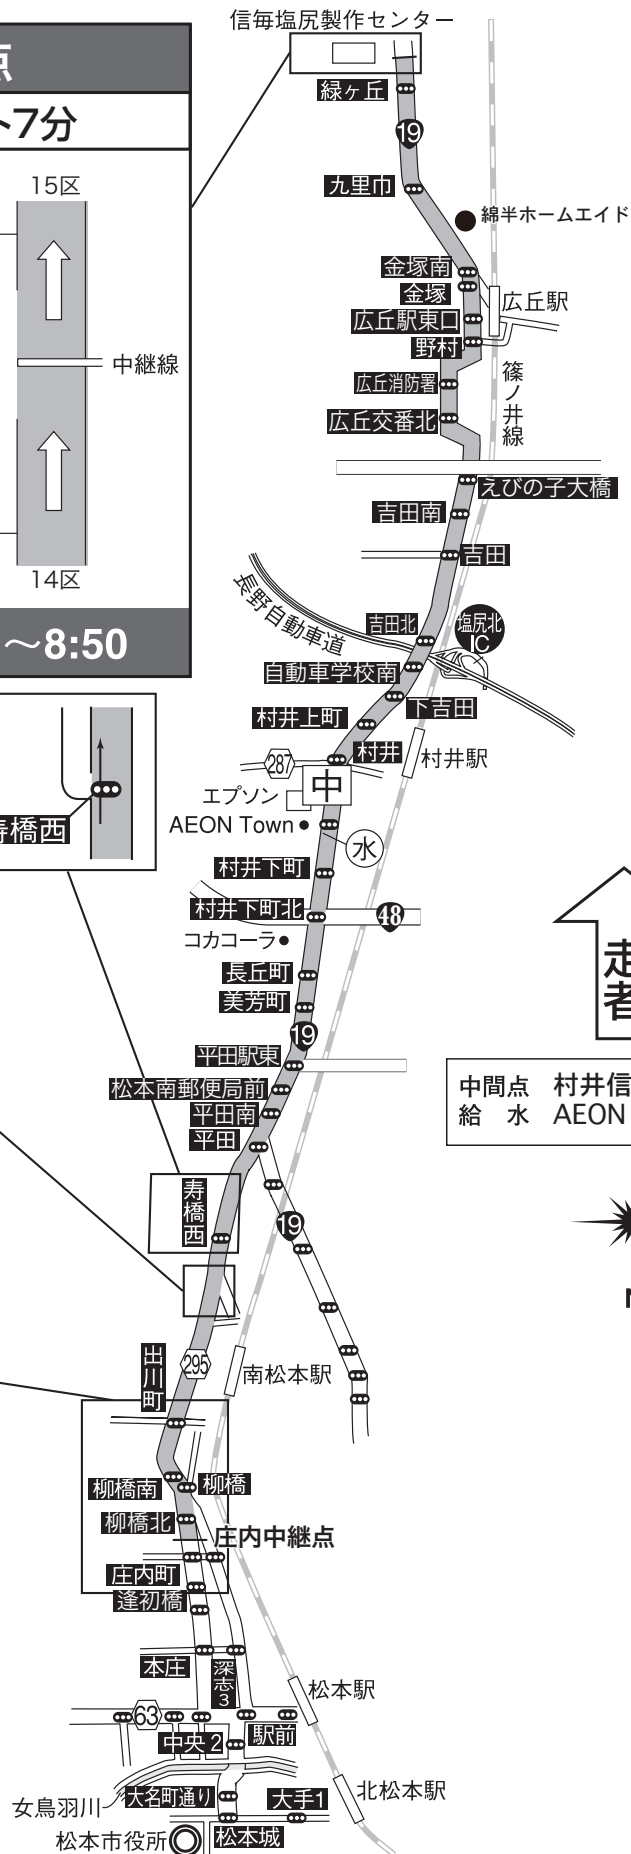 点
ト7分
15区
中継線
14区
～8:50
寿橋西
信毎塩尻製作センター
緑ヶ丘
19
九里巾
綿半ホームエイド
金塚南
金塚
広丘駅
広丘駅東口
野村
篠ノ井線
広丘消防署
広丘交番北
えびの子大橋
吉田南
吉田
長野自動車道
吉田北
塩尻北
IC
自動車学校南
下吉田
村井上町
村井
287
村井駅
中
エプソン
AEON Town
水
村井下町
村井下町北
48
コカコーラ
長丘町
美芳町
19
平田駅東
松本南郵便局前
平田南
平田
中間点 村井信
給 水 AEON
走
者
寿橋西
19
295
出川町
南松本駅
柳橋南
柳橋
柳橋北
庄内中継点
庄内町
逢初橋
本庄
深志3
松本駅
63
中央2
駅前
北松本駅
女鳥羽川
大名町通り
大手1
松本市役所
松本城